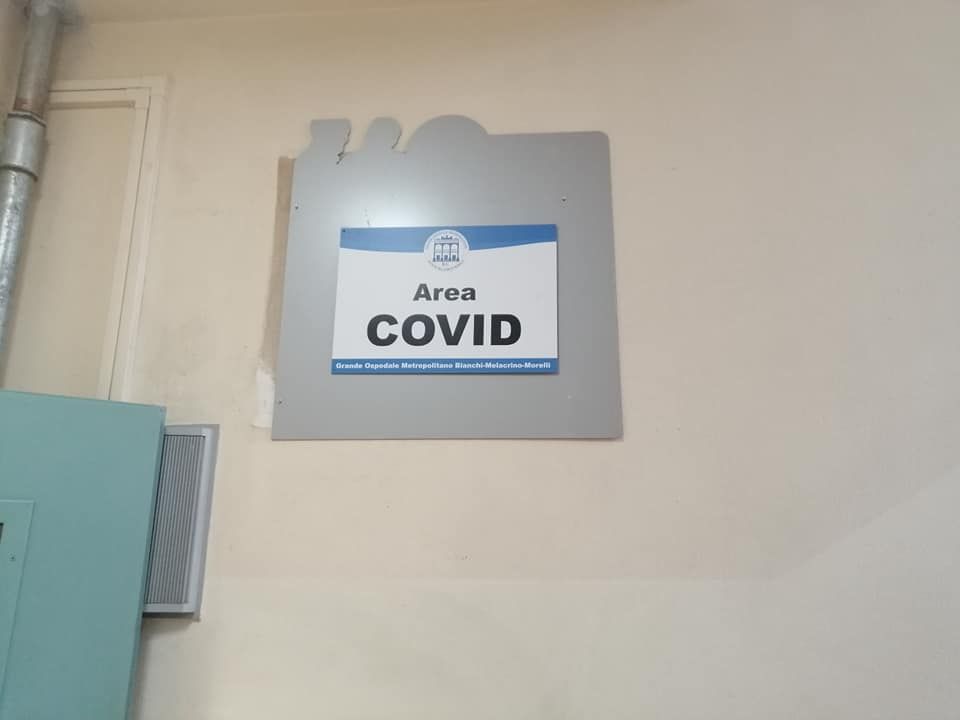 Area
COVID
Grande Ospedale Metropolitano Bianchi-Melacrino-Morelli